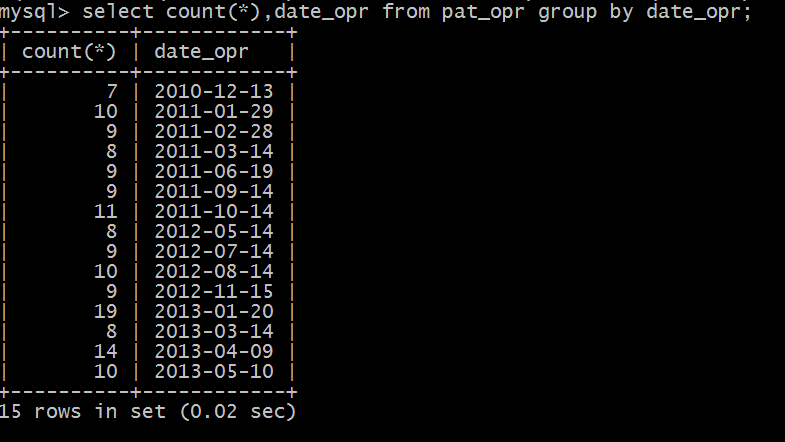 mysql> select count(*),date_opr from pat_opr group by date_opr;
+----------+------------+
| count(*) | date_opr   |
+----------+------------+
|        7 | 2010-12-13 |
|       10 | 2011-01-29 |
|        9 | 2011-02-28 |
|        8 | 2011-03-14 |
|        9 | 2011-06-19 |
|        9 | 2011-09-14 |
|       11 | 2011-10-14 |
|        8 | 2012-05-14 |
|        9 | 2012-07-14 |
|       10 | 2012-08-14 |
|        9 | 2012-11-15 |
|       19 | 2013-01-20 |
|        8 | 2013-03-14 |
|       14 | 2013-04-09 |
|       10 | 2013-05-10 |
+----------+------------+
15 rows in set (0.02 sec)